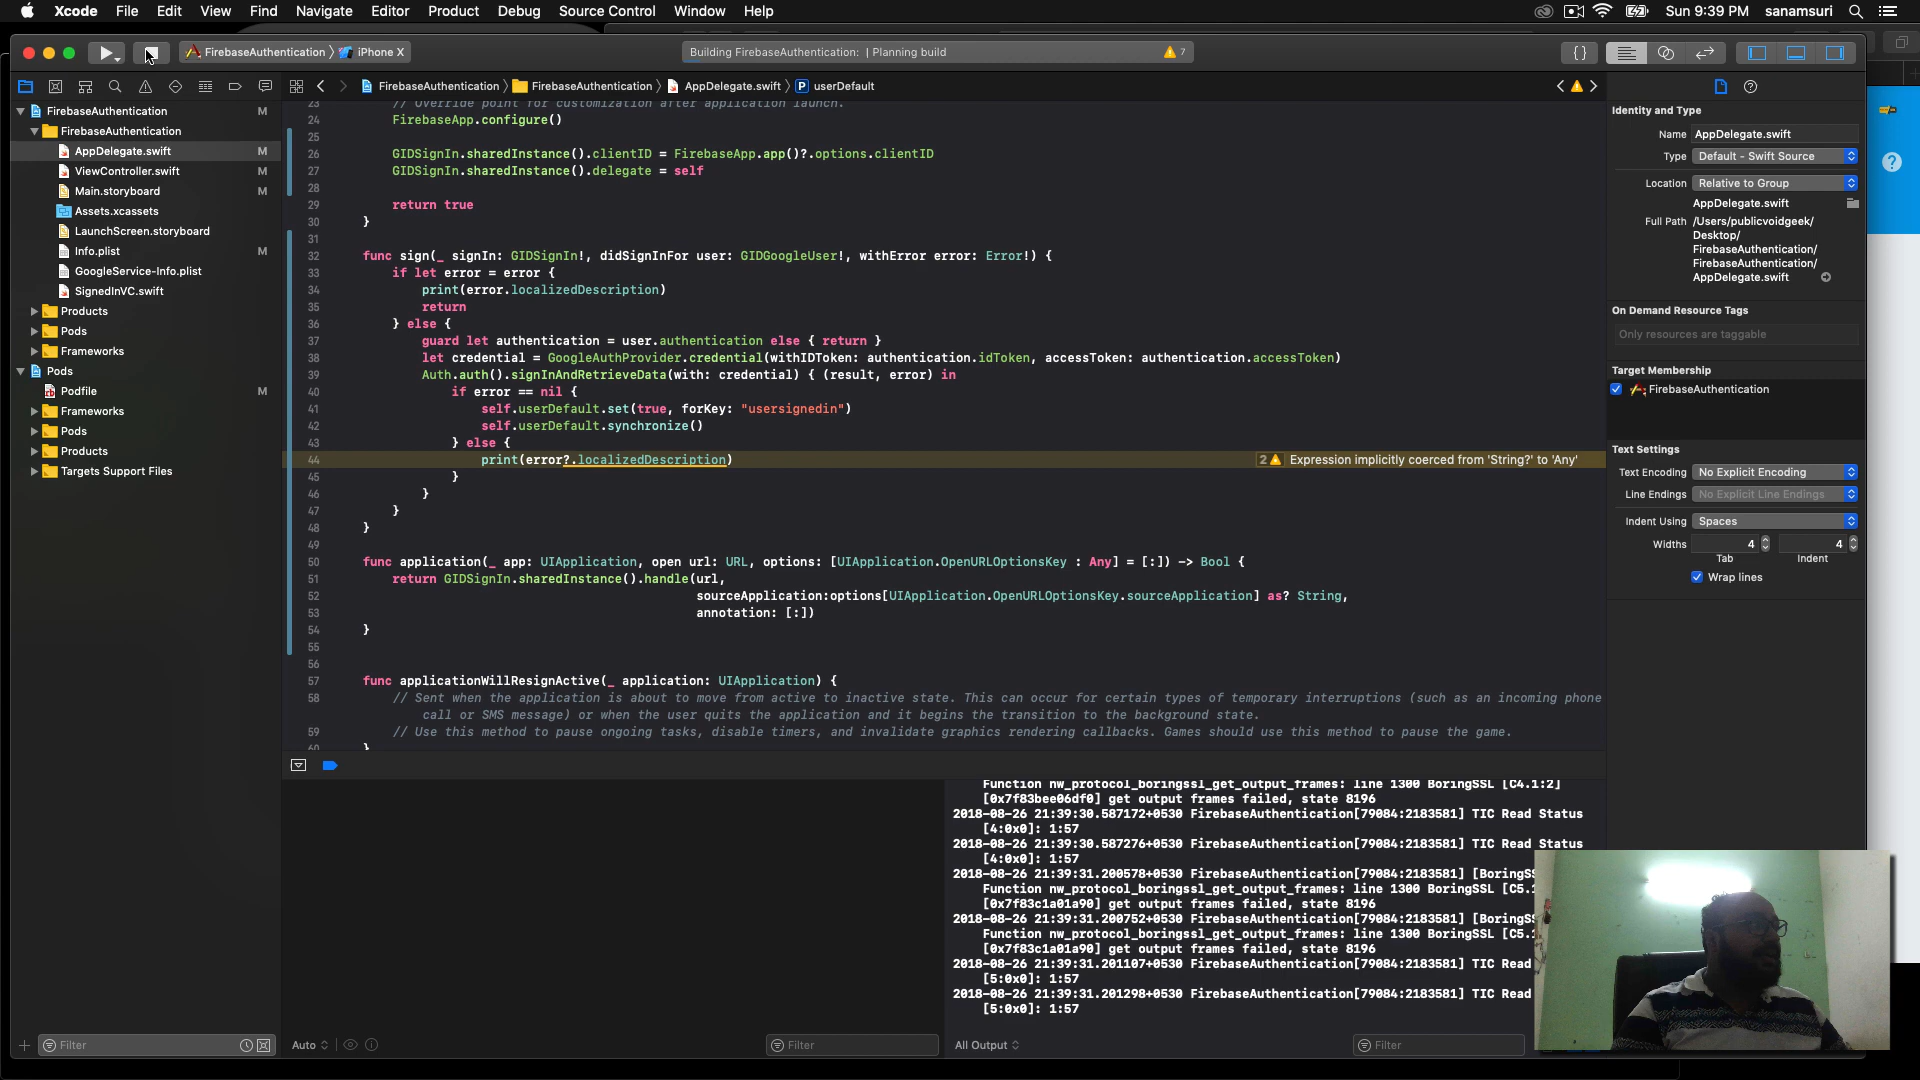 Xcode File Edit View Find Navigate Editor Product Debug Source Control Window Help
Sun 9:39 PM sanamsuri
FirebaseAuthentication iPhone X
Building FirebaseAuthentication: | Planning build
7
{ }
FirebaseAuthentication FirebaseAuthentication AppDelegate.swift P userDefault
FirebaseAuthentication M
FirebaseAuthentication
AppDelegate.swift M
ViewController.swift M
Main.storyboard M
Assets.xcassets
LaunchScreen.storyboard
Info.plist M
GoogleService-Info.plist
SignedInVC.swift
Products
Pods
Frameworks
Pods
Podfile M
Frameworks
Pods
Products
Targets Support Files
Filter
23 // Override point for customization after application launch.
24 FirebaseApp.configure()
25
26 GIDSignIn.sharedInstance().clientID = FirebaseApp.app()?.options.clientID
27 GIDSignIn.sharedInstance().delegate = self
28
29 return true
30 }
31
32 func sign(_ signIn: GIDSignIn!, didSignInFor user: GIDGoogleUser!, withError error: Error!) {
33 if let error = error {
34 print(error.localizedDescription)
35 return
36 } else {
37 guard let authentication = user.authentication else { return }
38 let credential = GoogleAuthProvider.credential(withIDToken: authentication.idToken, accessToken: authentication.accessToken)
39 Auth.auth().signInAndRetrieveData(with: credential) { (result, error) in
40 if error == nil {
41 self.userDefault.set(true, forKey: "usersignedin")
42 self.userDefault.synchronize()
43 } else {
44 print(error?.localizedDescription) 2 Expression implicitly coerced from 'String?' to 'Any'
45 }
46 }
47 }
48 }
49
50 func application(_ app: UIApplication, open url: URL, options: [UIApplication.OpenURLOptionsKey : Any] = [:]) -> Bool {
51 return GIDSignIn.sharedInstance().handle(url,
52 sourceApplication:options[UIApplication.OpenURLOptionsKey.sourceApplication] as? String,
53 annotation: [:])
54 }
55
56
57 func applicationWillResignActive(_ application: UIApplication) {
58 // Sent when the application is about to move from active to inactive state. This can occur for certain types of temporary interruptions (such as an incoming phone
call or SMS message) or when the user quits the application and it begins the transition to the background state.
59 // Use this method to pause ongoing tasks, disable timers, and invalidate graphics rendering callbacks. Games should use this method to pause the game.
60 }
Function nw_protocol_boringssl_get_output_frames: line 1300 BoringSSL [C4.1:2]
[0x7f83bee06df0] get output frames failed, state 8196
2018-08-26 21:39:30.587172+0530 FirebaseAuthentication[79084:2183581] TIC Read Status
[4:0x0]: 1:57
2018-08-26 21:39:30.587276+0530 FirebaseAuthentication[79084:2183581] TIC Read Status
[4:0x0]: 1:57
2018-08-26 21:39:31.200578+0530 FirebaseAuthentication[79084:2183581] [BoringS
Function nw_protocol_boringssl_get_output_frames: line 1300 BoringSSL [C5.1
[0x7f83c1a01a90] get output frames failed, state 8196
2018-08-26 21:39:31.200752+0530 FirebaseAuthentication[79084:2183581] [BoringS
Function nw_protocol_boringssl_get_output_frames: line 1300 BoringSSL [C5.1
[0x7f83c1a01a90] get output frames failed, state 8196
2018-08-26 21:39:31.201107+0530 FirebaseAuthentication[79084:2183581] TIC Read
[5:0x0]: 1:57
2018-08-26 21:39:31.201298+0530 FirebaseAuthentication[79084:2183581] TIC Read
[5:0x0]: 1:57
Auto Filter
All Output Filter
Identity and Type
Name AppDelegate.swift
Type Default - Swift Source
Location Relative to Group
AppDelegate.swift
Full Path /Users/publicvoidgeek/
Desktop/
FirebaseAuthentication/
FirebaseAuthentication/
AppDelegate.swift
On Demand Resource Tags
Only resources are taggable
Target Membership
FirebaseAuthentication
Text Settings
Text Encoding No Explicit Encoding
Line Endings No Explicit Line Endings
Indent Using Spaces
Widths 4 4
Tab Indent
Wrap lines